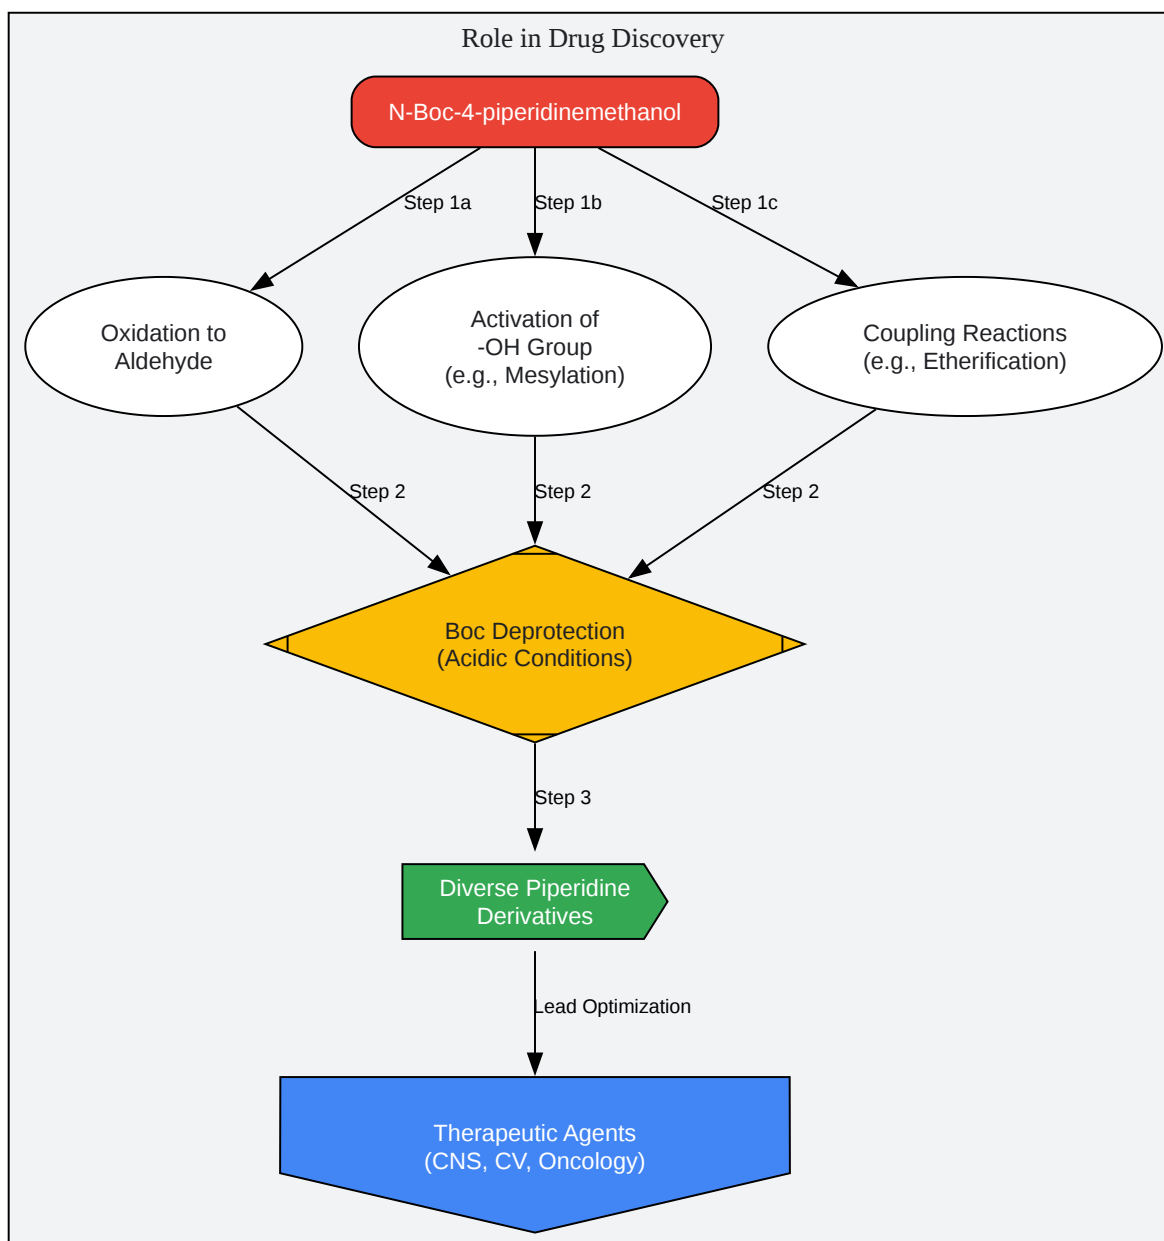 Role in Drug Discovery
N-Boc-4-piperidinemethanol
Step 1a
Step 1b
Step 1c
Oxidation to
Aldehyde
Activation of
-OH Group
(e.g., Mesylation)
Coupling Reactions
(e.g., Etherification)
Step 2
Step 2
Step 2
Boc Deprotection
(Acidic Conditions)
Step 3
Diverse Piperidine
Derivatives
Lead Optimization
Therapeutic Agents
(CNS, CV, Oncology)